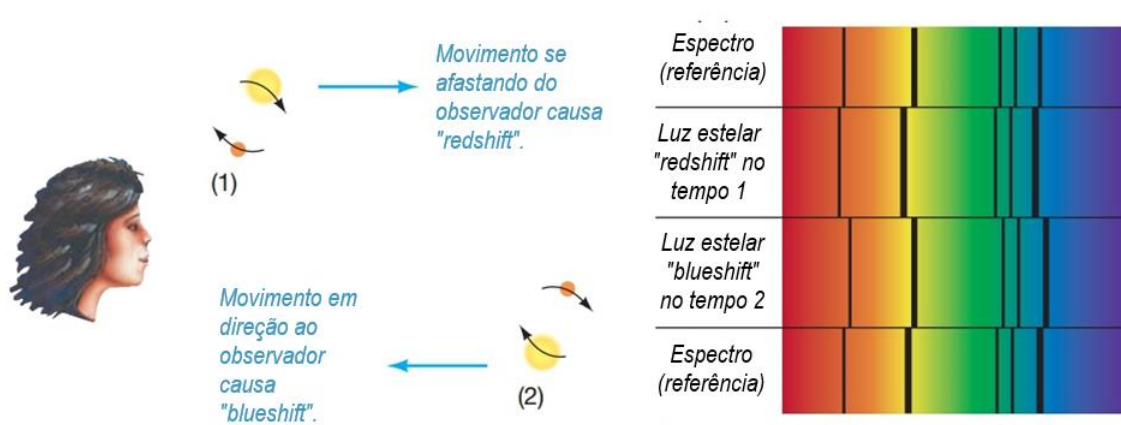 Movimento se
afastando do
observador causa
"redshift".
(1)
Movimento em
direção ao
observador
causa
"blueshift".
(2)
Espectro
(referência)
Luz estelar
"redshift" no
tempo 1
Luz estelar
"blueshift"
no tempo 2
Espectro
(referência)